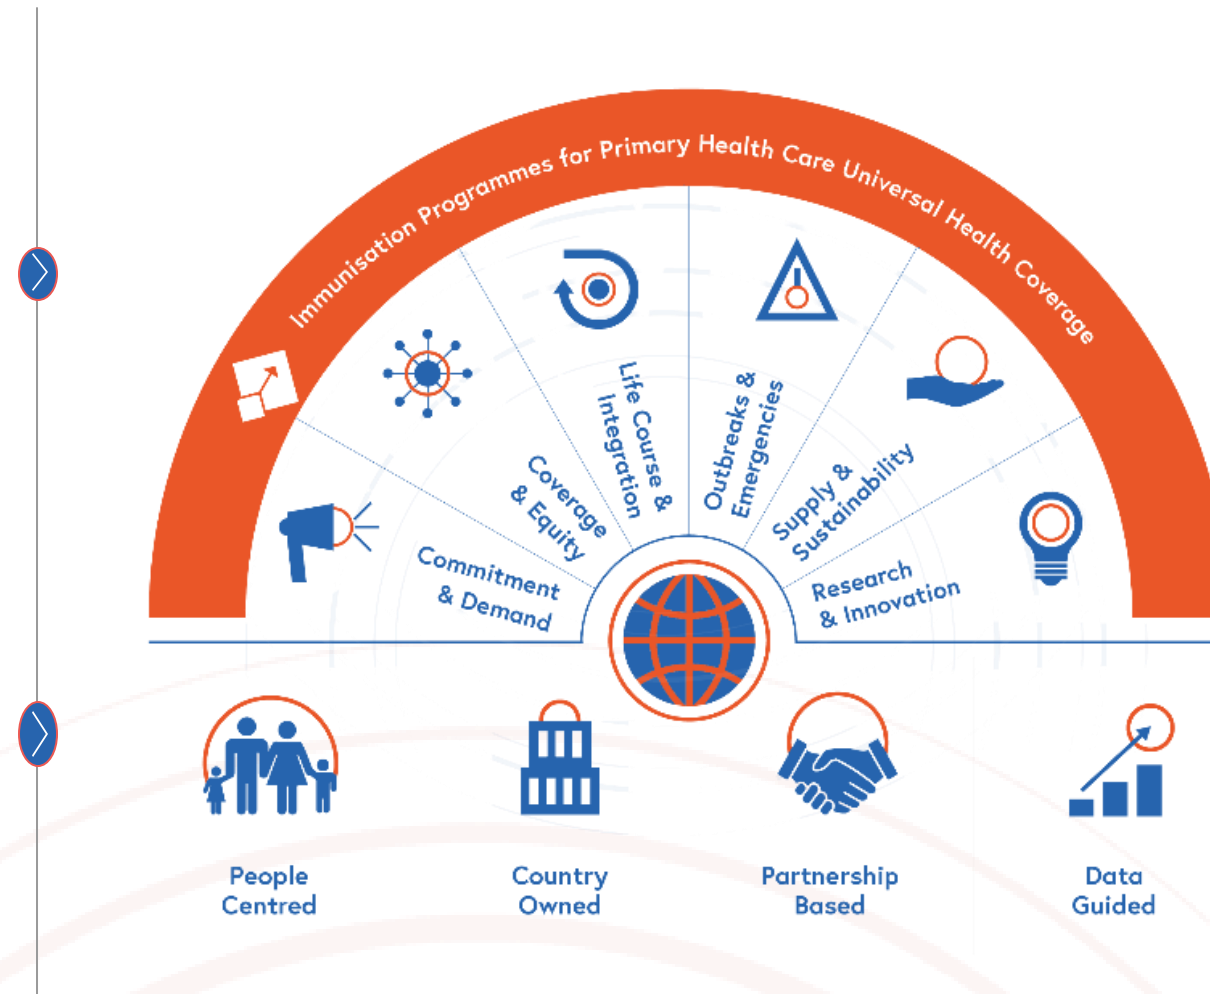 Immunisation Programmes for Primary Health Care Universal Health Coverage
Commitment
& Demand
Coverage
& Equity
Life Course &
Integration
Outbreaks &
Emergencies
Supply &
Sustainability
Research
& Innovation
People
Centred
Country
Owned
Partnership
Based
Data
Guided